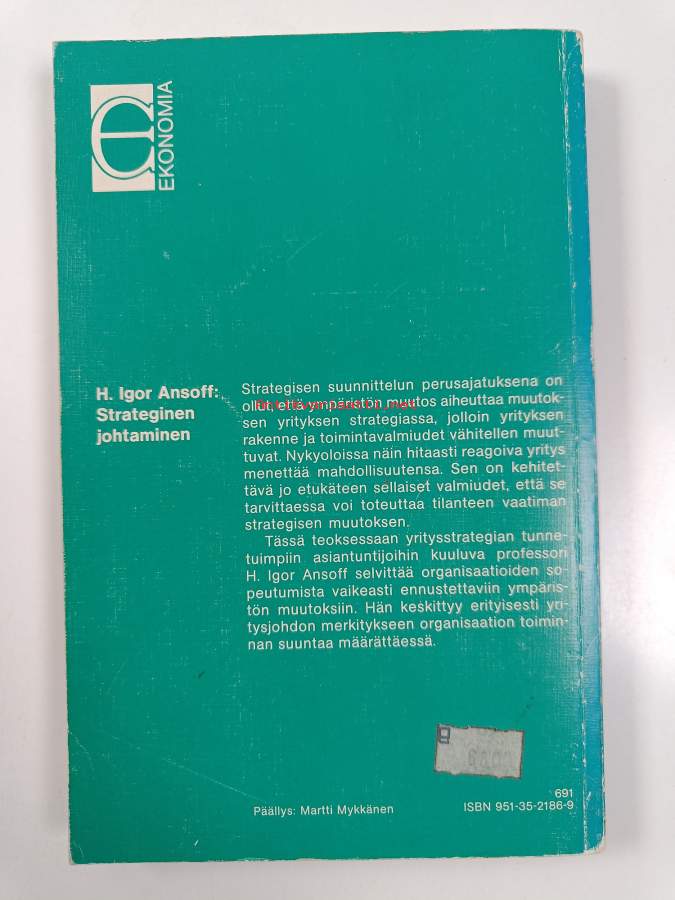 EKONOMIA
H. Igor Ansoff:
Strateginen
johtaminen
Strategisen suunnittelun perusajatuksena on
ollut, että ympäristön muutos aiheuttaa muutok-
sen yrityksen strategiassa, jolloin yrityksen
rakenne ja toimintavalmiudet vähitellen muut-
tuvat. Nykyoloissa näin hitaasti reagoiva yritys
menettää mahdollisuutensa. Sen on kehitet-
tävä jo etukäteen sellaiset valmiudet, että se
tarvittaessa voi toteuttaa tilanteen vaatiman
strategisen muutoksen.
Tässä teoksessaan yritysstrategian tunne-
tuimpiin asiantuntijoihin kuuluva professori
H. Igor Ansoff selvittää organisaatioiden so-
peutumista vaikeasti ennustettaviin ympäris-
tön muutoksiin. Hän keskittyy erityisesti yri-
tysjohdon merkitykseen organisaation toimin-
nan suuntaa määrättäessä.
691
Päällys: Martti Mykkänen
ISBN 951-35-2186-9